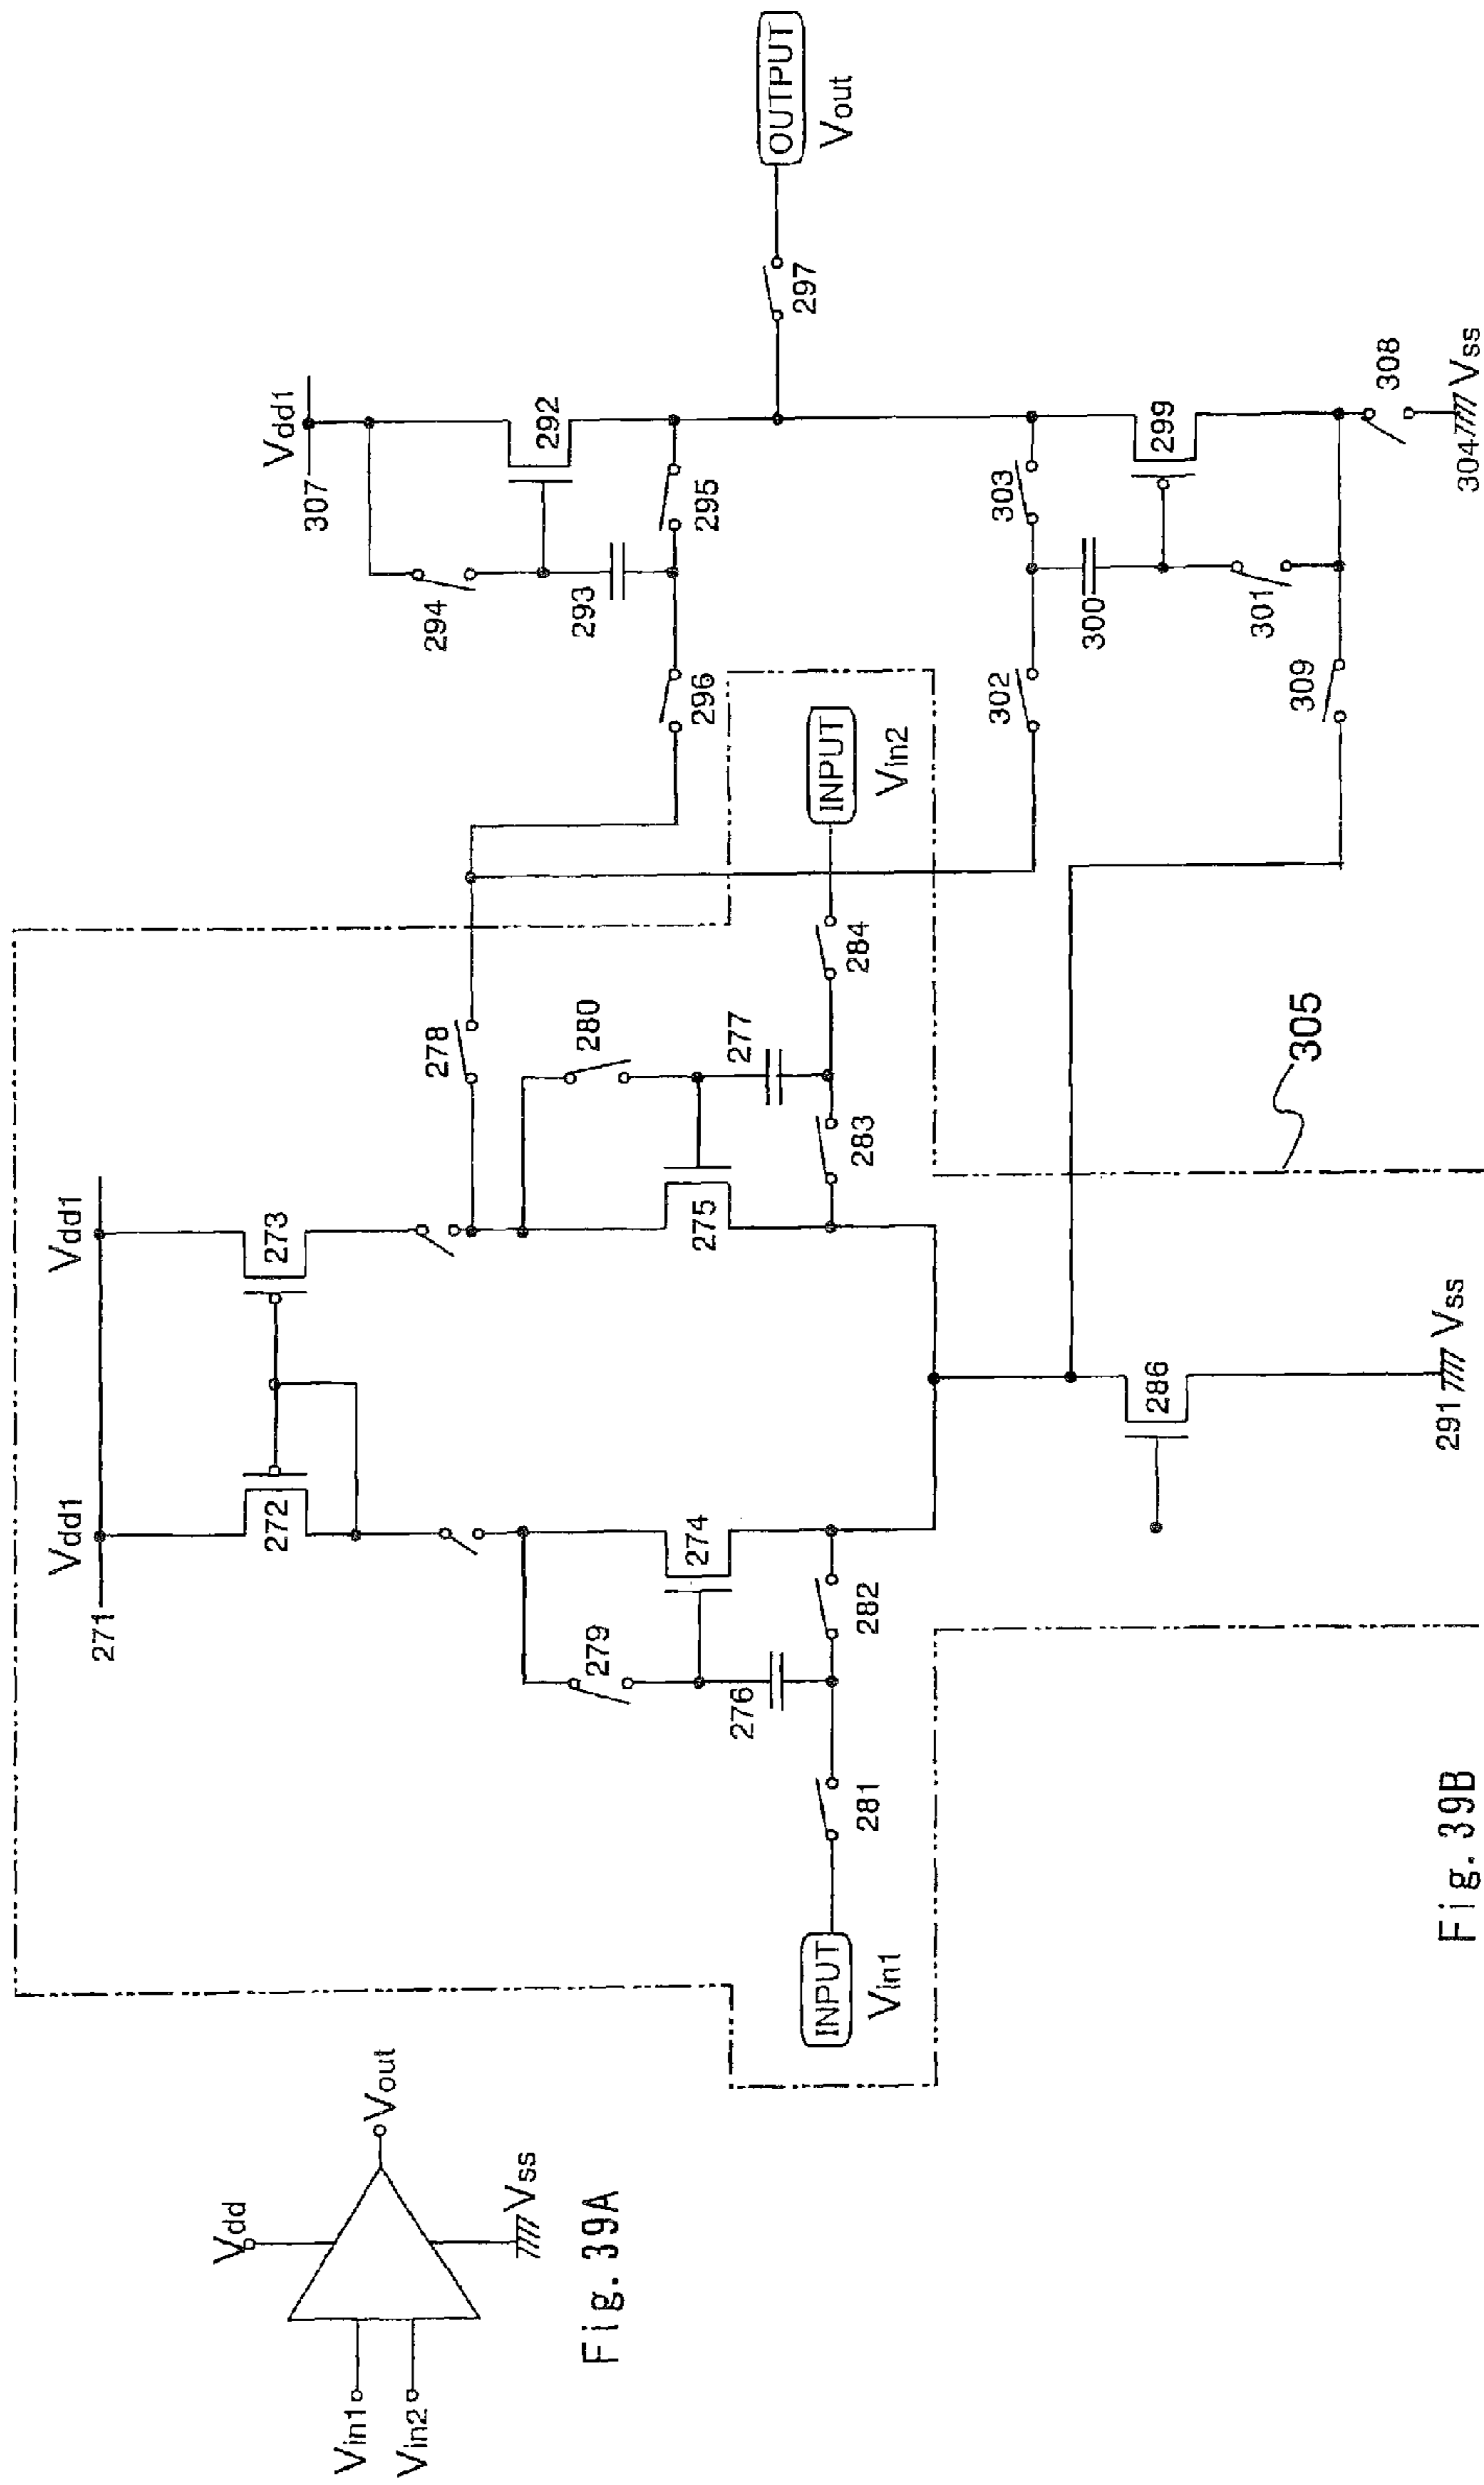 Vdd
Vin1
Vin2
Vout
Vss
Fig. 39A
Vdd1
Vdd1
271
272
273
278
279
280
274
275
276
277
281
282
283
284
INPUT
Vin1
INPUT
Vin2
286
291
Vss
305
Vdd1
307
292
294
293
295
296
297
OUTPUT
Vout
302
303
300
299
301
309
308
304
Vss
Fig. 39B